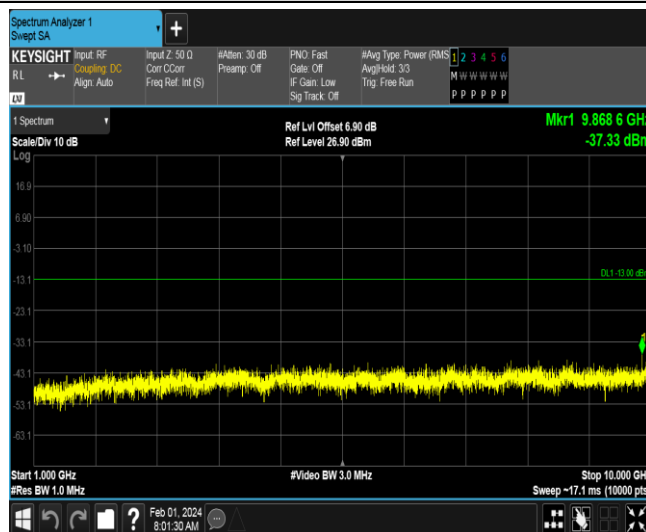 Spectrum Analyzer 1
Swept SA
+
KEYSIGHT
RL
LXI
Input: RF
Coupling: DC
Align: Auto
Input Z: 50 Ω
Corr CCorr
Freq Ref: Int (S)
#Atten: 30 dB
Preamp: Off
PNO: Fast
Gate: Off
IF Gain: Low
Sig Track: Off
#Avg Type: Power (RMS
Avg|Hold: 3/3
Trig: Free Run
1 2 3 4 5 6
M W W W W W
P P P P P P
1 Spectrum
Scale/Div 10 dB
Log
Ref Lvl Offset 6.90 dB
Ref Level 26.90 dBm
Mkr1 9.868 6 GHz
-37.33 dBm
16.9
6.90
-3.10
-13.1
DL1 -13.00 dBm
-23.1
-33.1
-43.1
-53.1
-63.1
Start 1.000 GHz
#Res BW 1.0 MHz
#Video BW 3.0 MHz
Stop 10.000 GHz
Sweep ~17.1 ms (10000 pts
?
Feb 01, 2024
8:01:30 AM